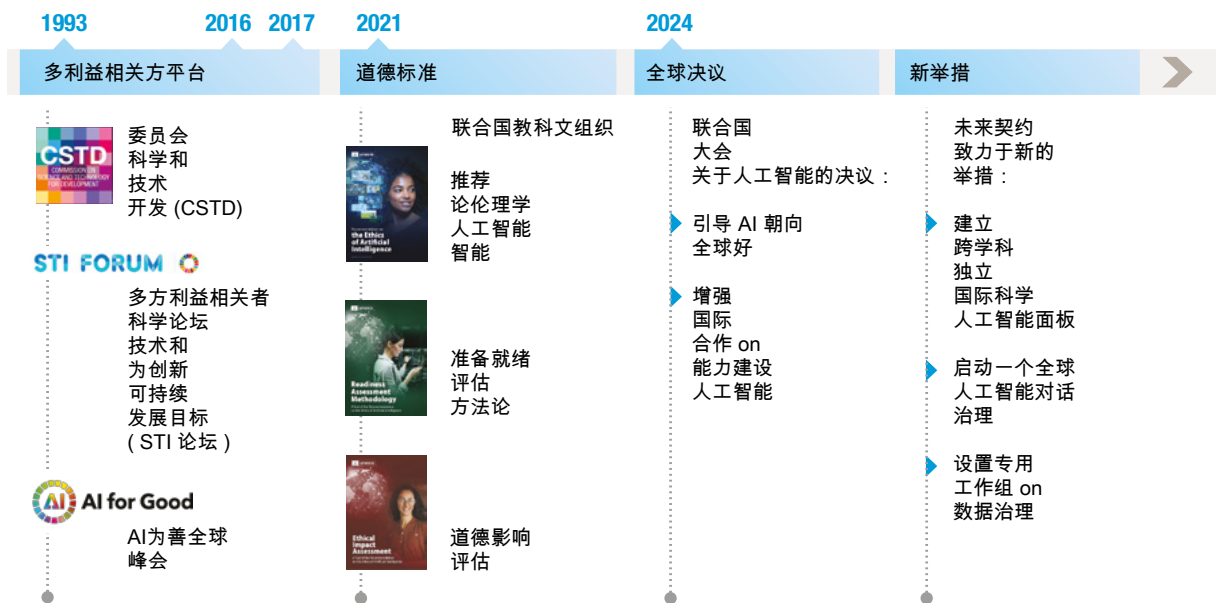 1993
2016
2017
2021
2024
多利益相关方平台
道德标准
全球决议
新举措
CSTD
COMMISSION ON
SCIENCE AND TECHNOLOGY
FOR DEVELOPMENT
委员会
科学和
技术
开发 (CSTD)
STI FORUM
多方利益相关者
科学论坛
技术和
为创新
可持续
发展目标
( STI 论坛 )
AI
AI for Good
AI为善全球
峰会
联合国教科文组织
the Ethics
of Artificial
Intelligence
推荐
论伦理学
人工智能
智能
Readiness
Assessment
Methodology
准备就绪
评估
方法论
Ethical
Impact
Assessment
道德影响
评估
联合国
大会
关于人工智能的决议：
引导 AI 朝向
全球好
增强
国际
合作 on
能力建设
人工智能
未来契约
致力于新的
举措：
建立
跨学科
独立
国际科学
人工智能面板
启动一个全球
人工智能对话
治理
设置专用
工作组 on
数据治理